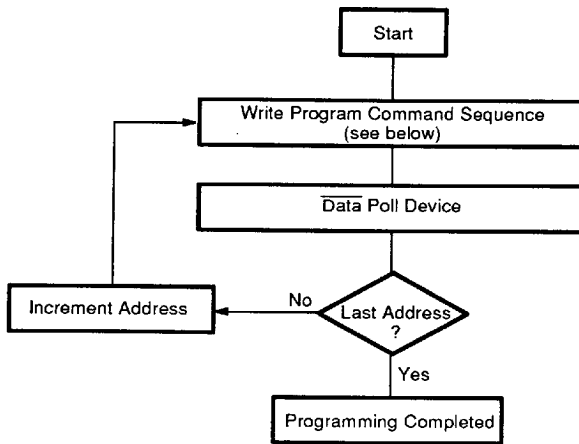 Start
Write Program Command Sequence
(see below)
Data Poll Device
No
Last Address
?
Increment Address
Yes
Programming Completed